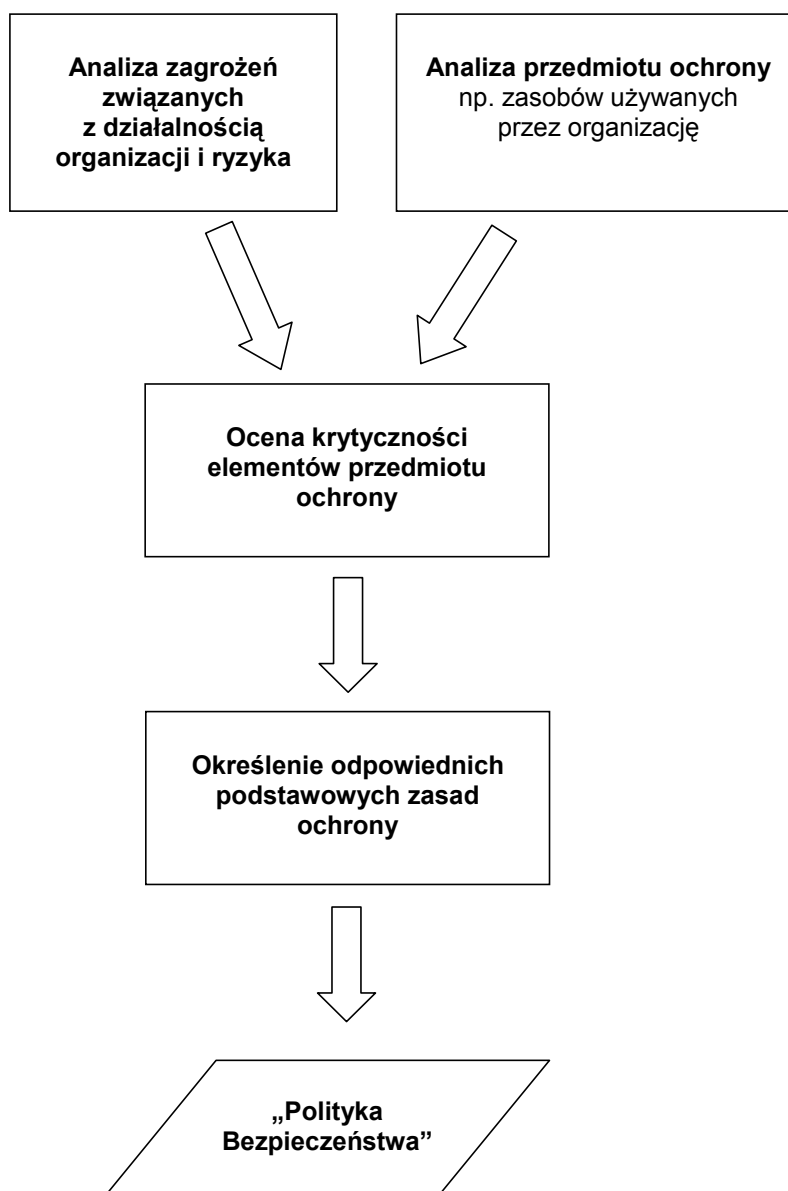 Analiza zagrożeń
związanych
z działalnością
organizacji i ryzyka
Analiza przedmiotu ochrony
np. zasobów używanych
przez organizację
Ocena krytyczności
elementów przedmiotu
ochrony
Określenie odpowiednich
podstawowych zasad
ochrony
„Polityka
Bezpieczeństwa”